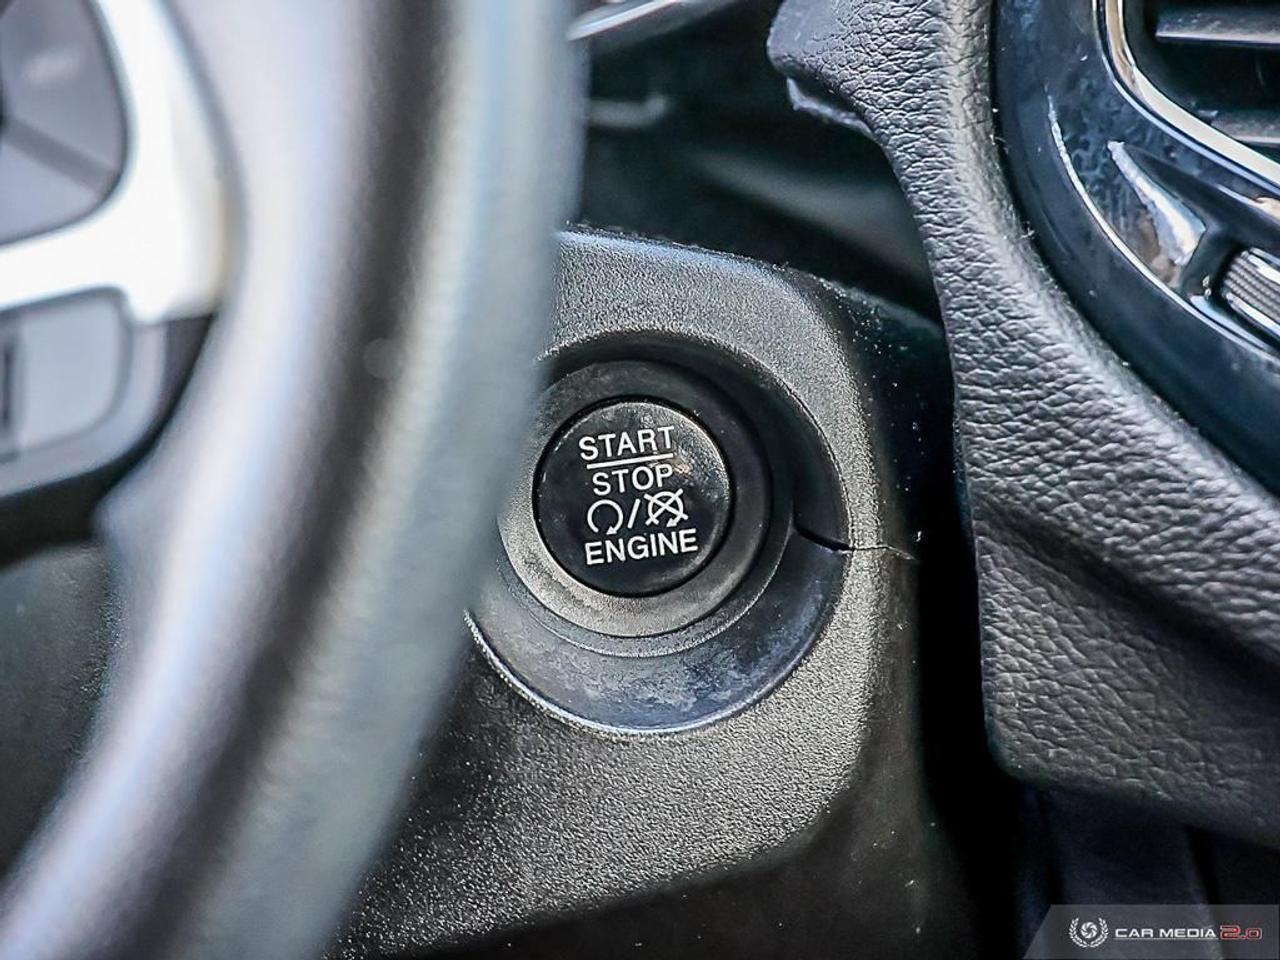 START
STOP
/
ENGINE
CAR MEDIA 2.0